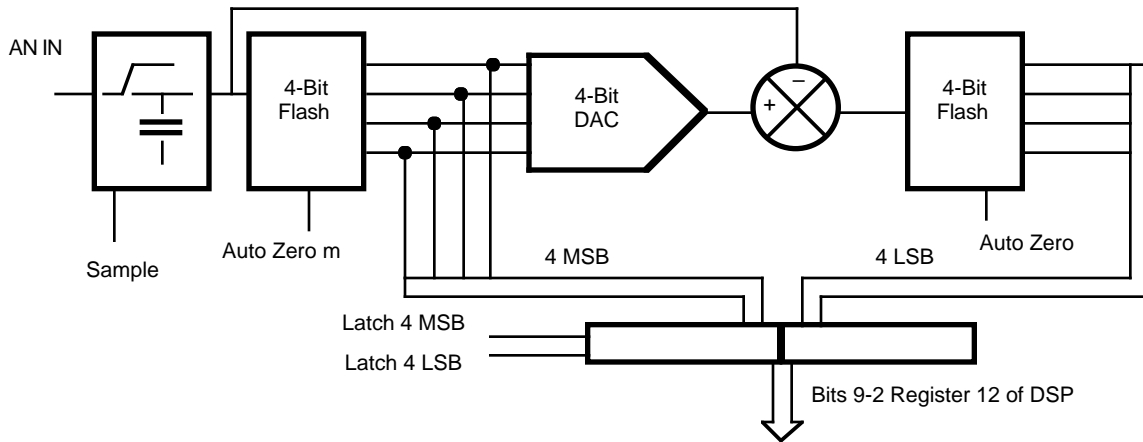 AN IN
4-Bit
Flash
4-Bit
DAC
–
+
4-Bit
Flash
Auto Zero m
Auto Zero
Sample
4 MSB
4 LSB
Latch 4 MSB
Latch 4 LSB
Bits 9-2 Register 12 of DSP